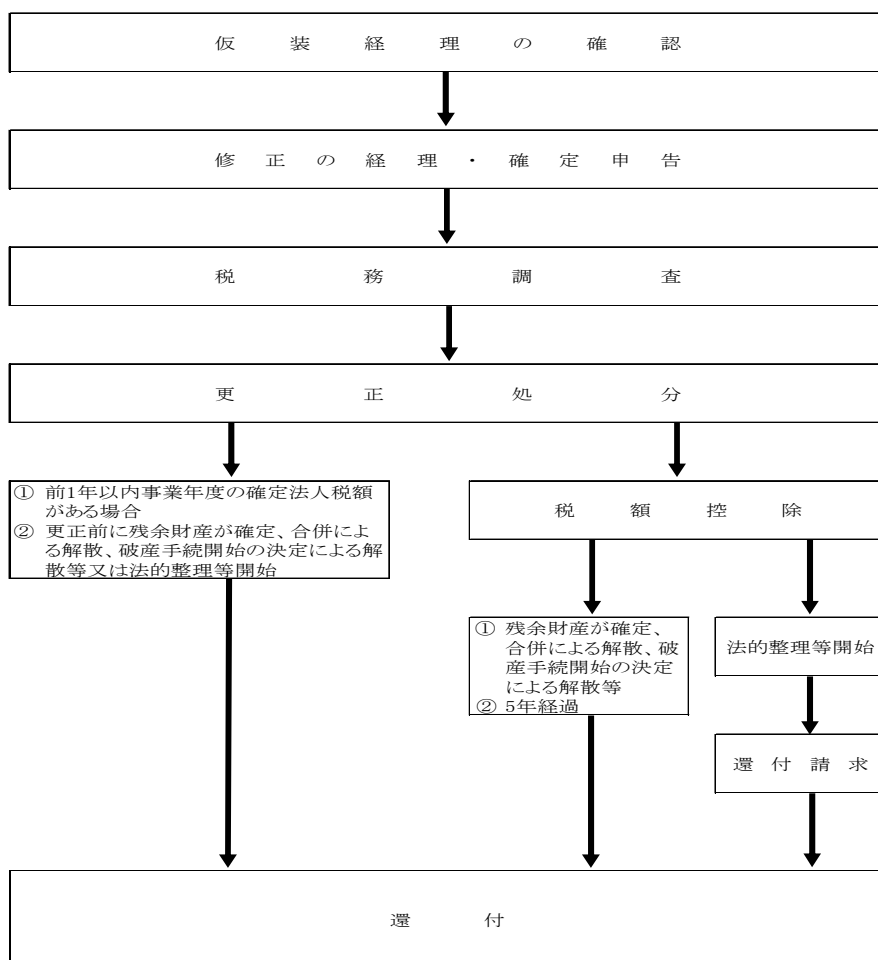 仮装経理の確認
修正の経理・確定申告
税務調査
更正処分
① 前1年以内事業年度の確定法人税額
がある場合
② 更正前に残余財産が確定、合併によ
る解散、破産手続開始の決定による解
散等又は法的整理等開始
税額控除
① 残余財産が確定、
合併による解散、破
産手続開始の決定
による解散等
② 5年経過
法的整理等開始
還付請求
還付